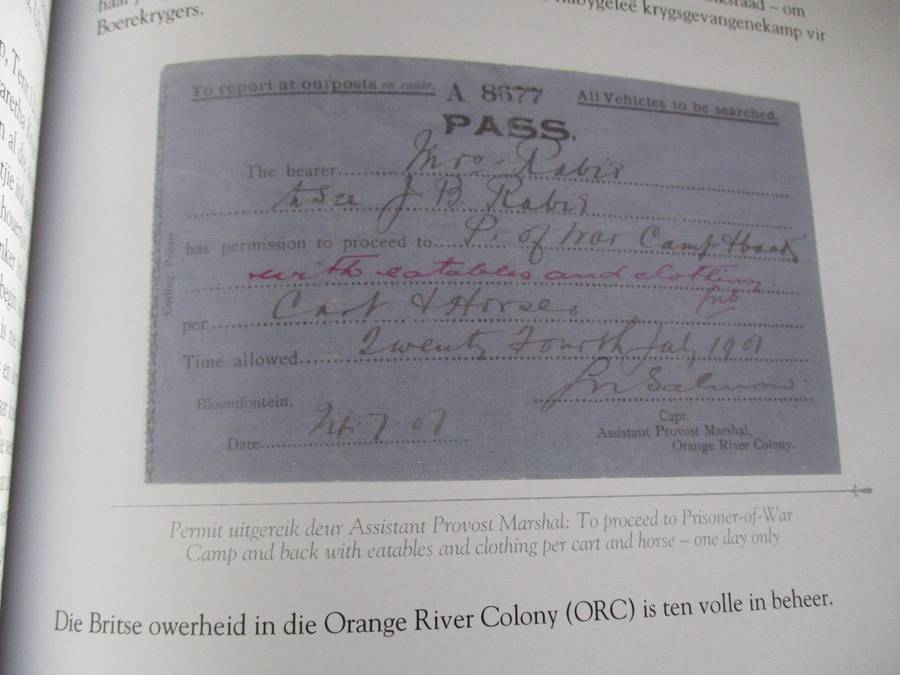 nabygeleë krygsgevangenekamp vir
Boerekrygers.
To report at outposts en route.
A 8677
All Vehicles to be searched.
PASS.
The bearer Mrs. Rabie
J B Rabie
has permission to proceed to P. of War Camp & back
with eatables and clothing
per Cart & Horse
Time allowed Twenty Fourth July 1901
Salmon
Capt.
Assistant Provost Marshal,
Orange River Colony.
Bloemfontein,
Date 7.01
Permit uitgereik deur Assistant Provost Marshal: To proceed to Prisoner-of-War
Camp and back with eatables and clothing per cart and horse – one day only
Die Britse owerheid in die Orange River Colony (ORC) is ten volle in beheer.